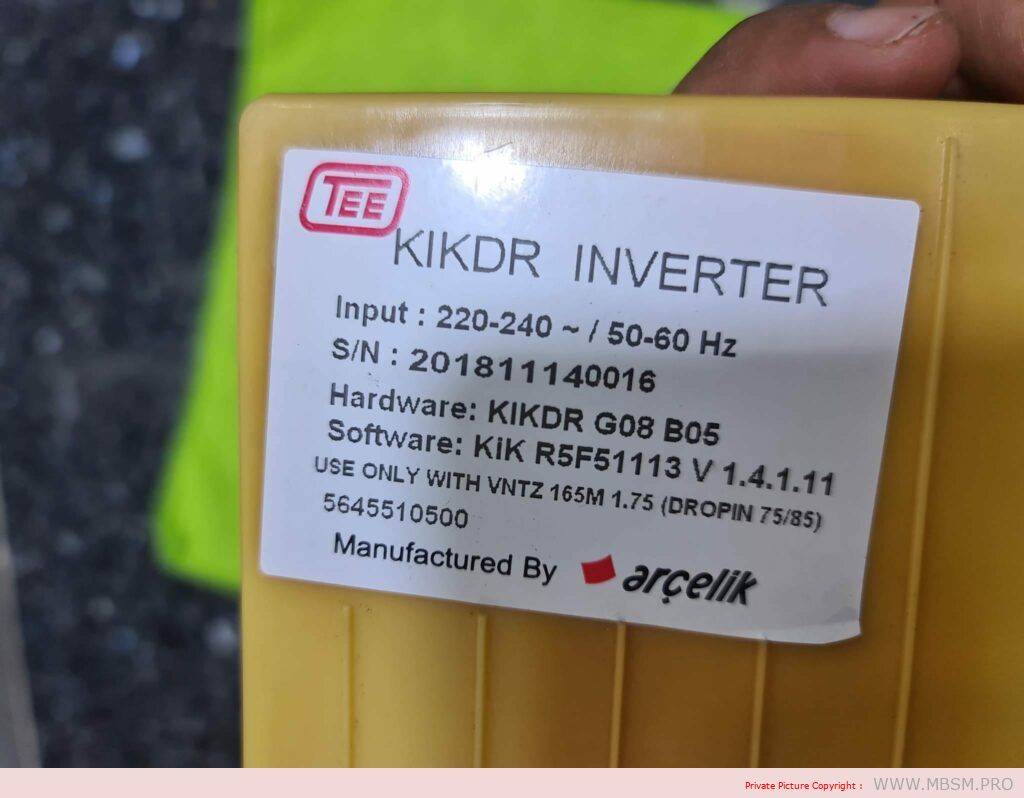 TEE
KIKDR INVERTER
Input : 220-240 ~ / 50-60 Hz
S/N : 201811140016
Hardware: KIKDR G08 B05
Software: KiK R5F51113 V 1.4.1.11
USE ONLY WITH VNTZ 165M 1.75 (DROPIN 75/85)
5645510500
Manufactured By arçelik
Private Picture Copyright : WWW.MBSM.PRO